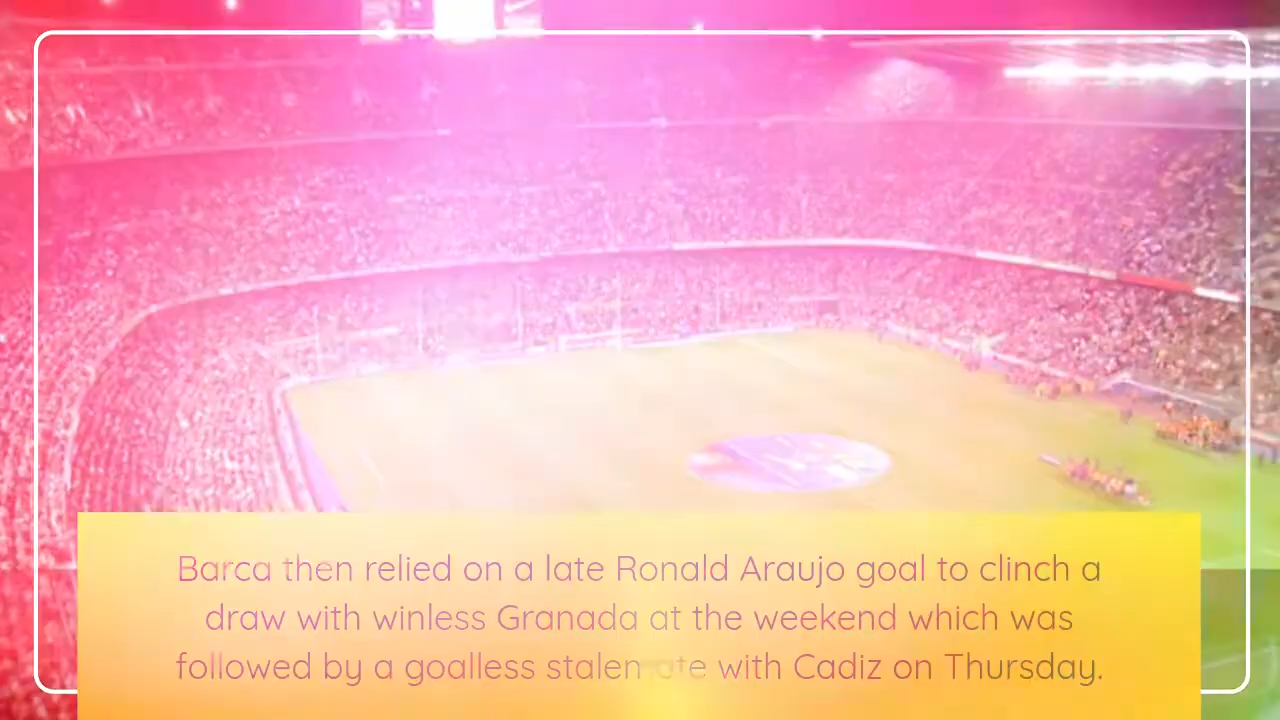 Barca then relied on a late Ronald Araujo goal to clinch a
draw with winless Granada at the weekend which was
followed by a goalless stalemate with Cadiz on Thursday.